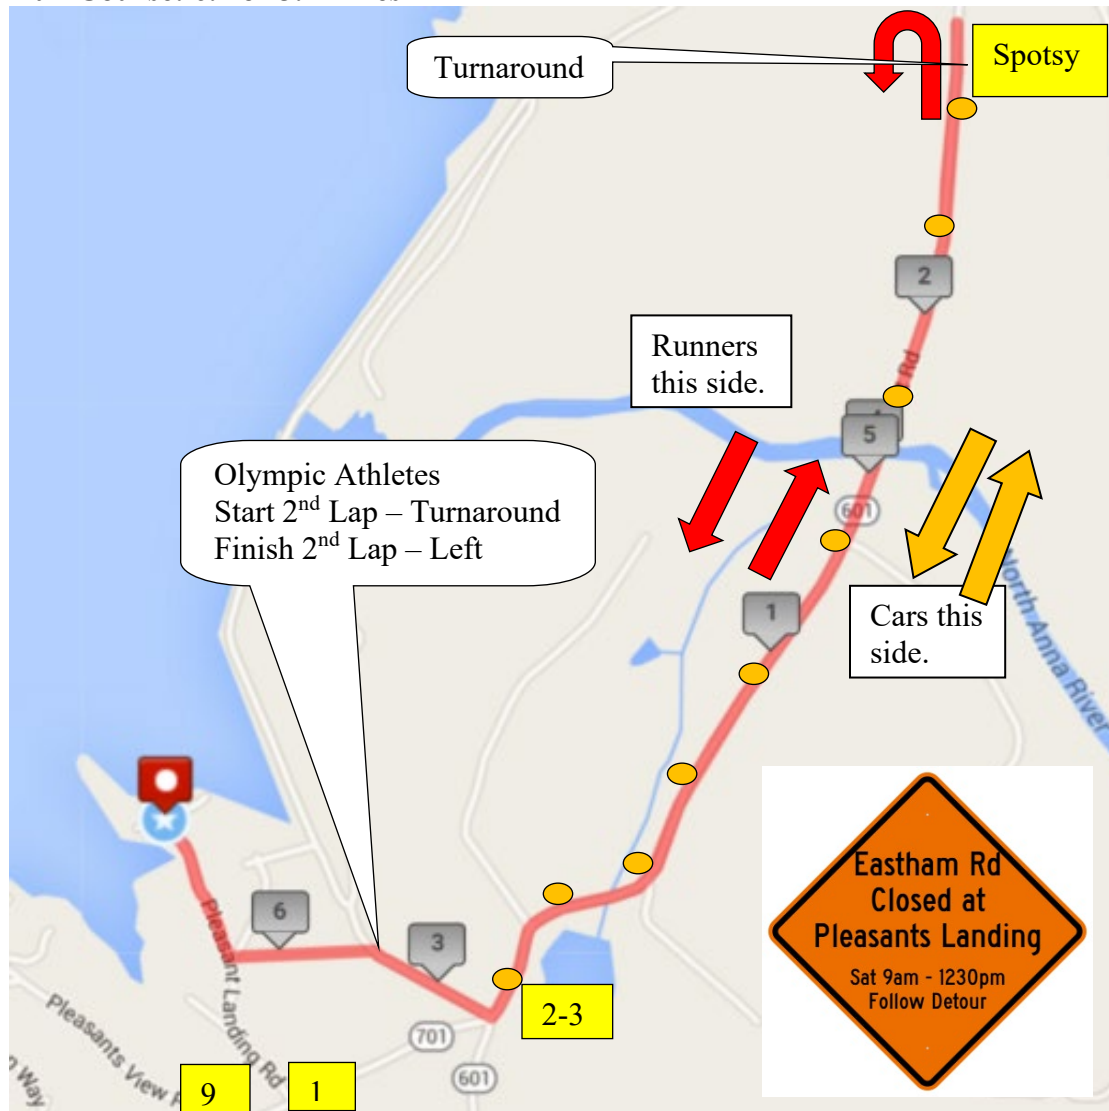 Turnaround
Spotsy
2
Runners
this side.
Rd
5
Olympic Athletes
Start 2nd Lap – Turnaround
Finish 2nd Lap – Left
601
1
Cars this
side.
North Anna River
Eastham Rd
Closed at
Pleasants Landing
Sat 9am - 1230pm
Follow Detour
6
3
Pleasant Landing Rd
2-3
701
601
Pleasants View
Way
9
1